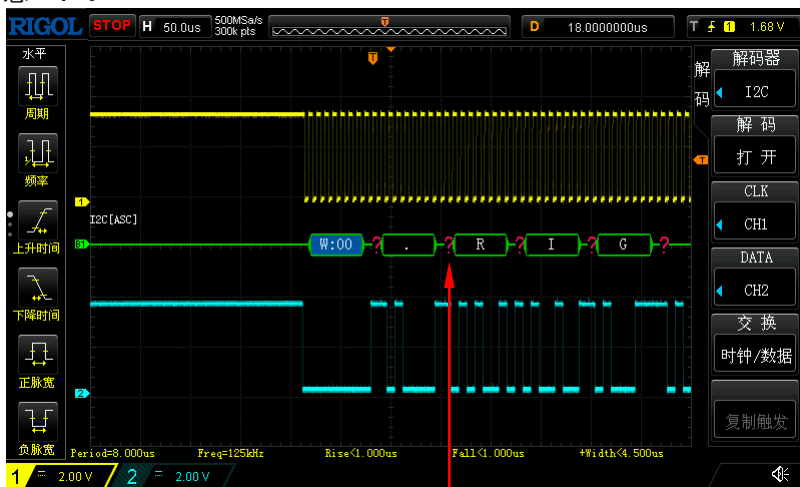 RIGOL STOP H 50.0us 500MSa/s 300k pts D 18.0000000us T 1 1.68 V
水平
周期
频率
上升时间
下降时间
正脉宽
负脉宽
T
I2C[ASC]
1
B1
W:00 ? . ? R ? I ? G ?
2
T
Period=8.000us Freq=125kHz Rise<1.000us Fall<1.000us +Width<4.500us
解码
解码器
I2C
解 码
打 开
CLK
CH1
DATA
CH2
交 换
时钟/数据
复制触发
1 = 2.00 V 2 = 2.00 V